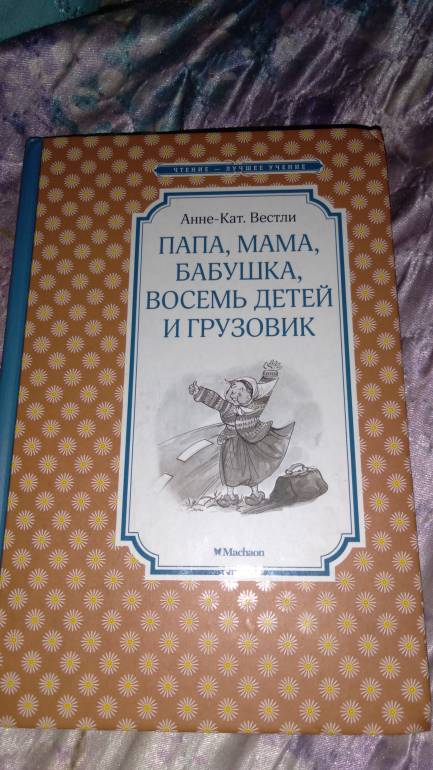 ЧТЕНИЕ – ЛУЧШЕЕ УЧЕНИЕ
Анне-Кат. Вестли
ПАПА, МАМА,
БАБУШКА,
ВОСЕМЬ ДЕТЕЙ
И ГРУЗОВИК
Machaon